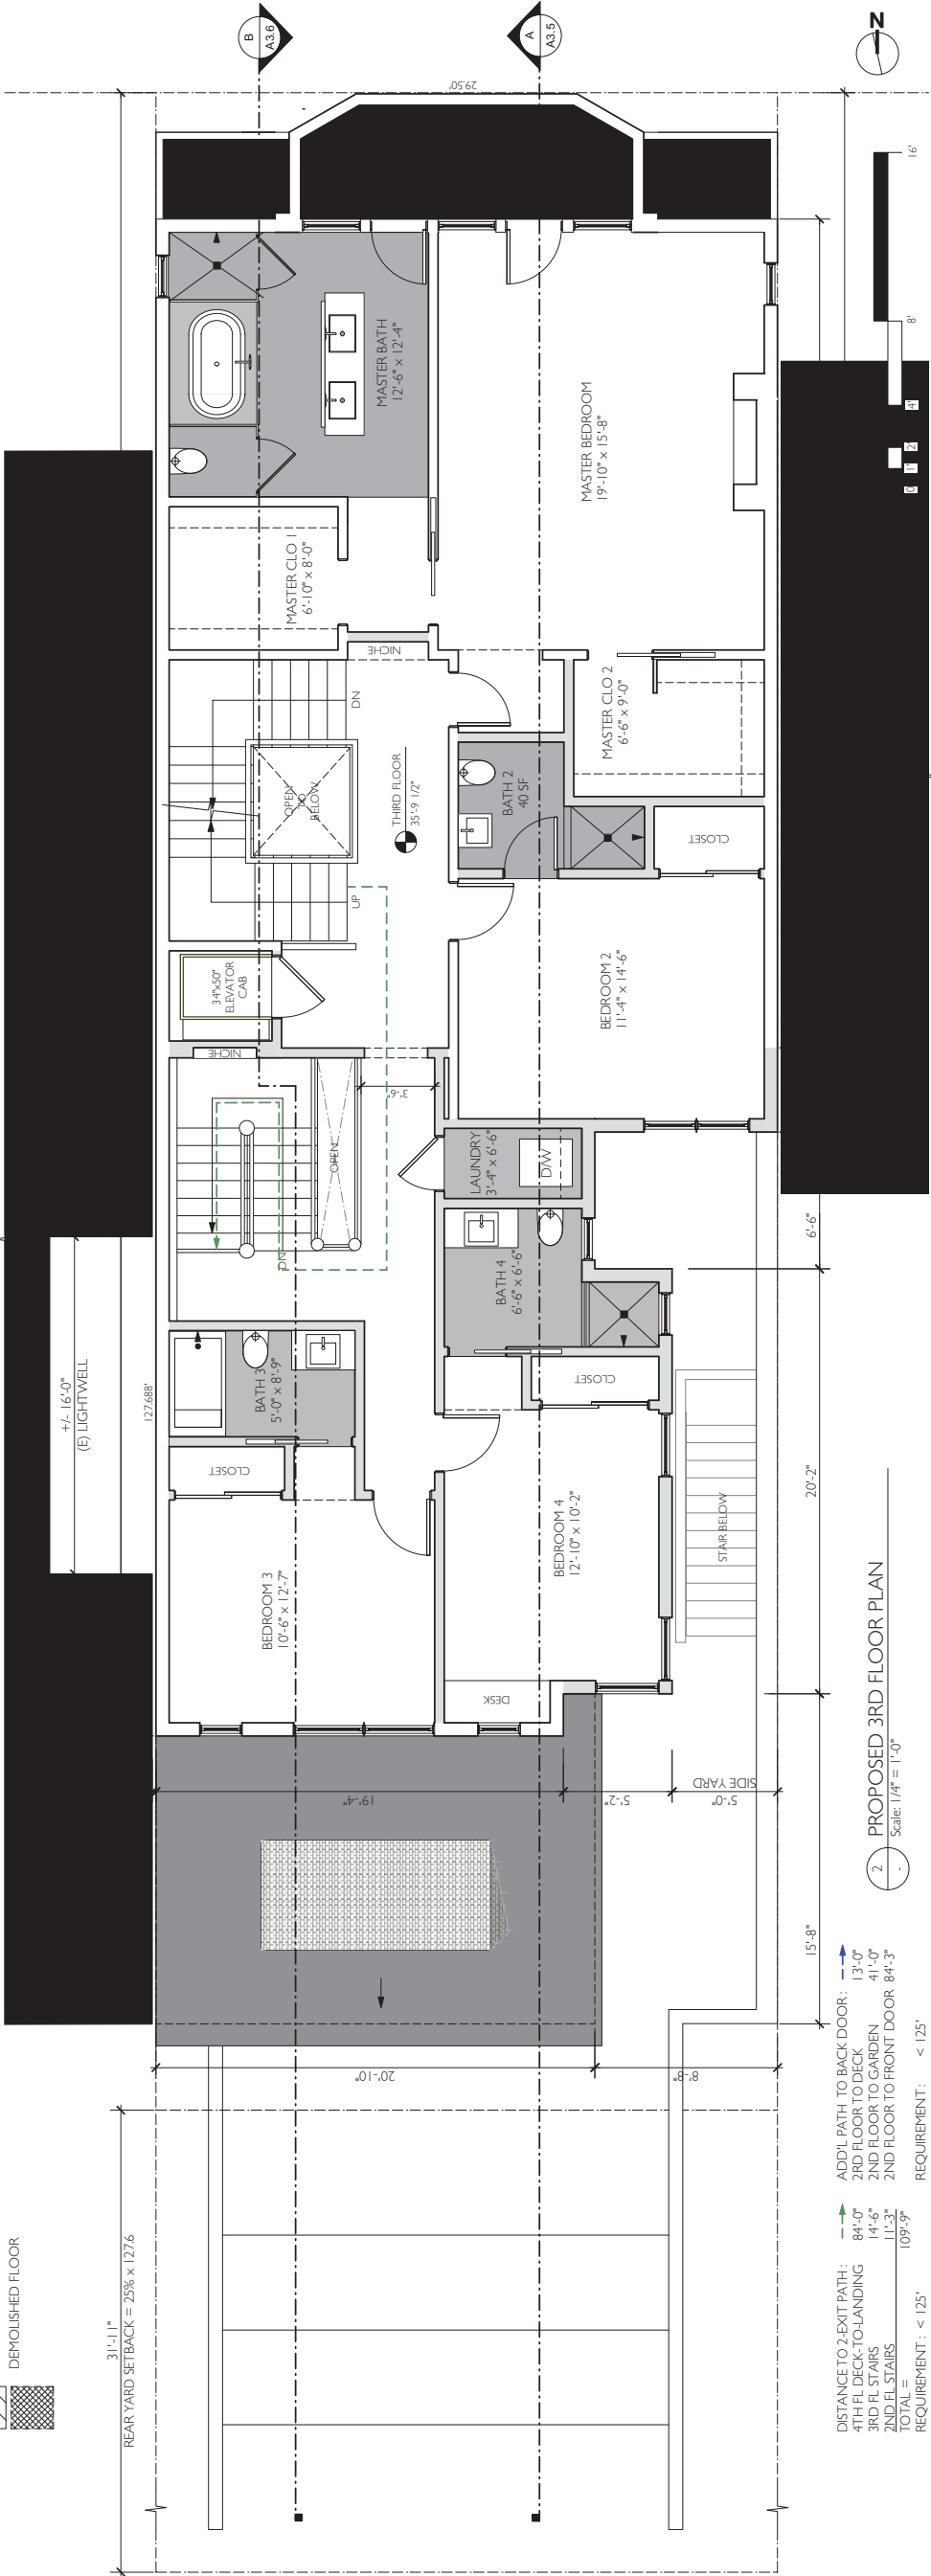 B
A3.6
A
A3.5
N
29.50'
MASTER BATH
12'-6" x 12'-4"
MASTER BEDROOM
19'-10" x 15'-8"
MASTER CLO 1
6'-10" x 8'-0"
NICHE
DN
OPEN
TO
BELOW
UP
THIRD FLOOR
35'-9 1/2"
MASTER CLO 2
6'-6" x 9'-0"
BATH 2
40 SF
CLOSET
34"x50"
ELEVATOR
CAB
NICHE
BEDROOM 2
11'-4" x 14'-6"
3'-6"
OPEN
DN
LAUNDRY
3'-4" x 6'-6"
D/W
BATH 4
6'-6" x 6'-6"
BATH 3
5'-0" x 8'-9"
CLOSET
CLOSET
BEDROOM 3
10'-6" x 12'-7"
BEDROOM 4
12'-10" x 10'-2"
DESK
STAIR BELOW
+/- 16'-0"
(E) LIGHTWELL
127.688'
6'-6"
20'-2"
15'-8"
19'-4"
5'-2"
5'-0"
SIDE YARD
20'-10"
8'-8"
31'-11"
REAR YARD SETBACK = 25% x 127.6
DEMOLISHED FLOOR
0 1' 2' 4' 8' 16'
2
-
PROPOSED 3RD FLOOR PLAN
Scale: 1/4" = 1'-0"
DISTANCE TO 2-EXIT PATH :
4TH FL DECK-TO-LANDING 84'-0"
3RD FL STAIRS 14'-6"
2ND FL STAIRS 11'-3"
TOTAL = 109'-9"
REQUIREMENT : < 125'
ADD'L PATH TO BACK DOOR :
2RD FLOOR TO DECK 13'-0"
2ND FLOOR TO GARDEN 41'-0"
2ND FLOOR TO FRONT DOOR 84'-3"
REQUIREMENT : < 125'